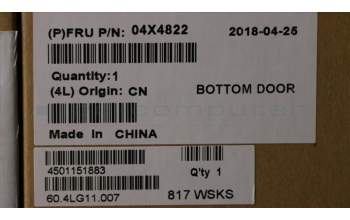 (P)FRU P/N: 04X4822 2018-04-25
Quantity:1
(4L) Origin: CN BOTTOM DOOR
Made In CHINA
4501151883 Q'ty 1
60.4LG11.007 817 WSKS